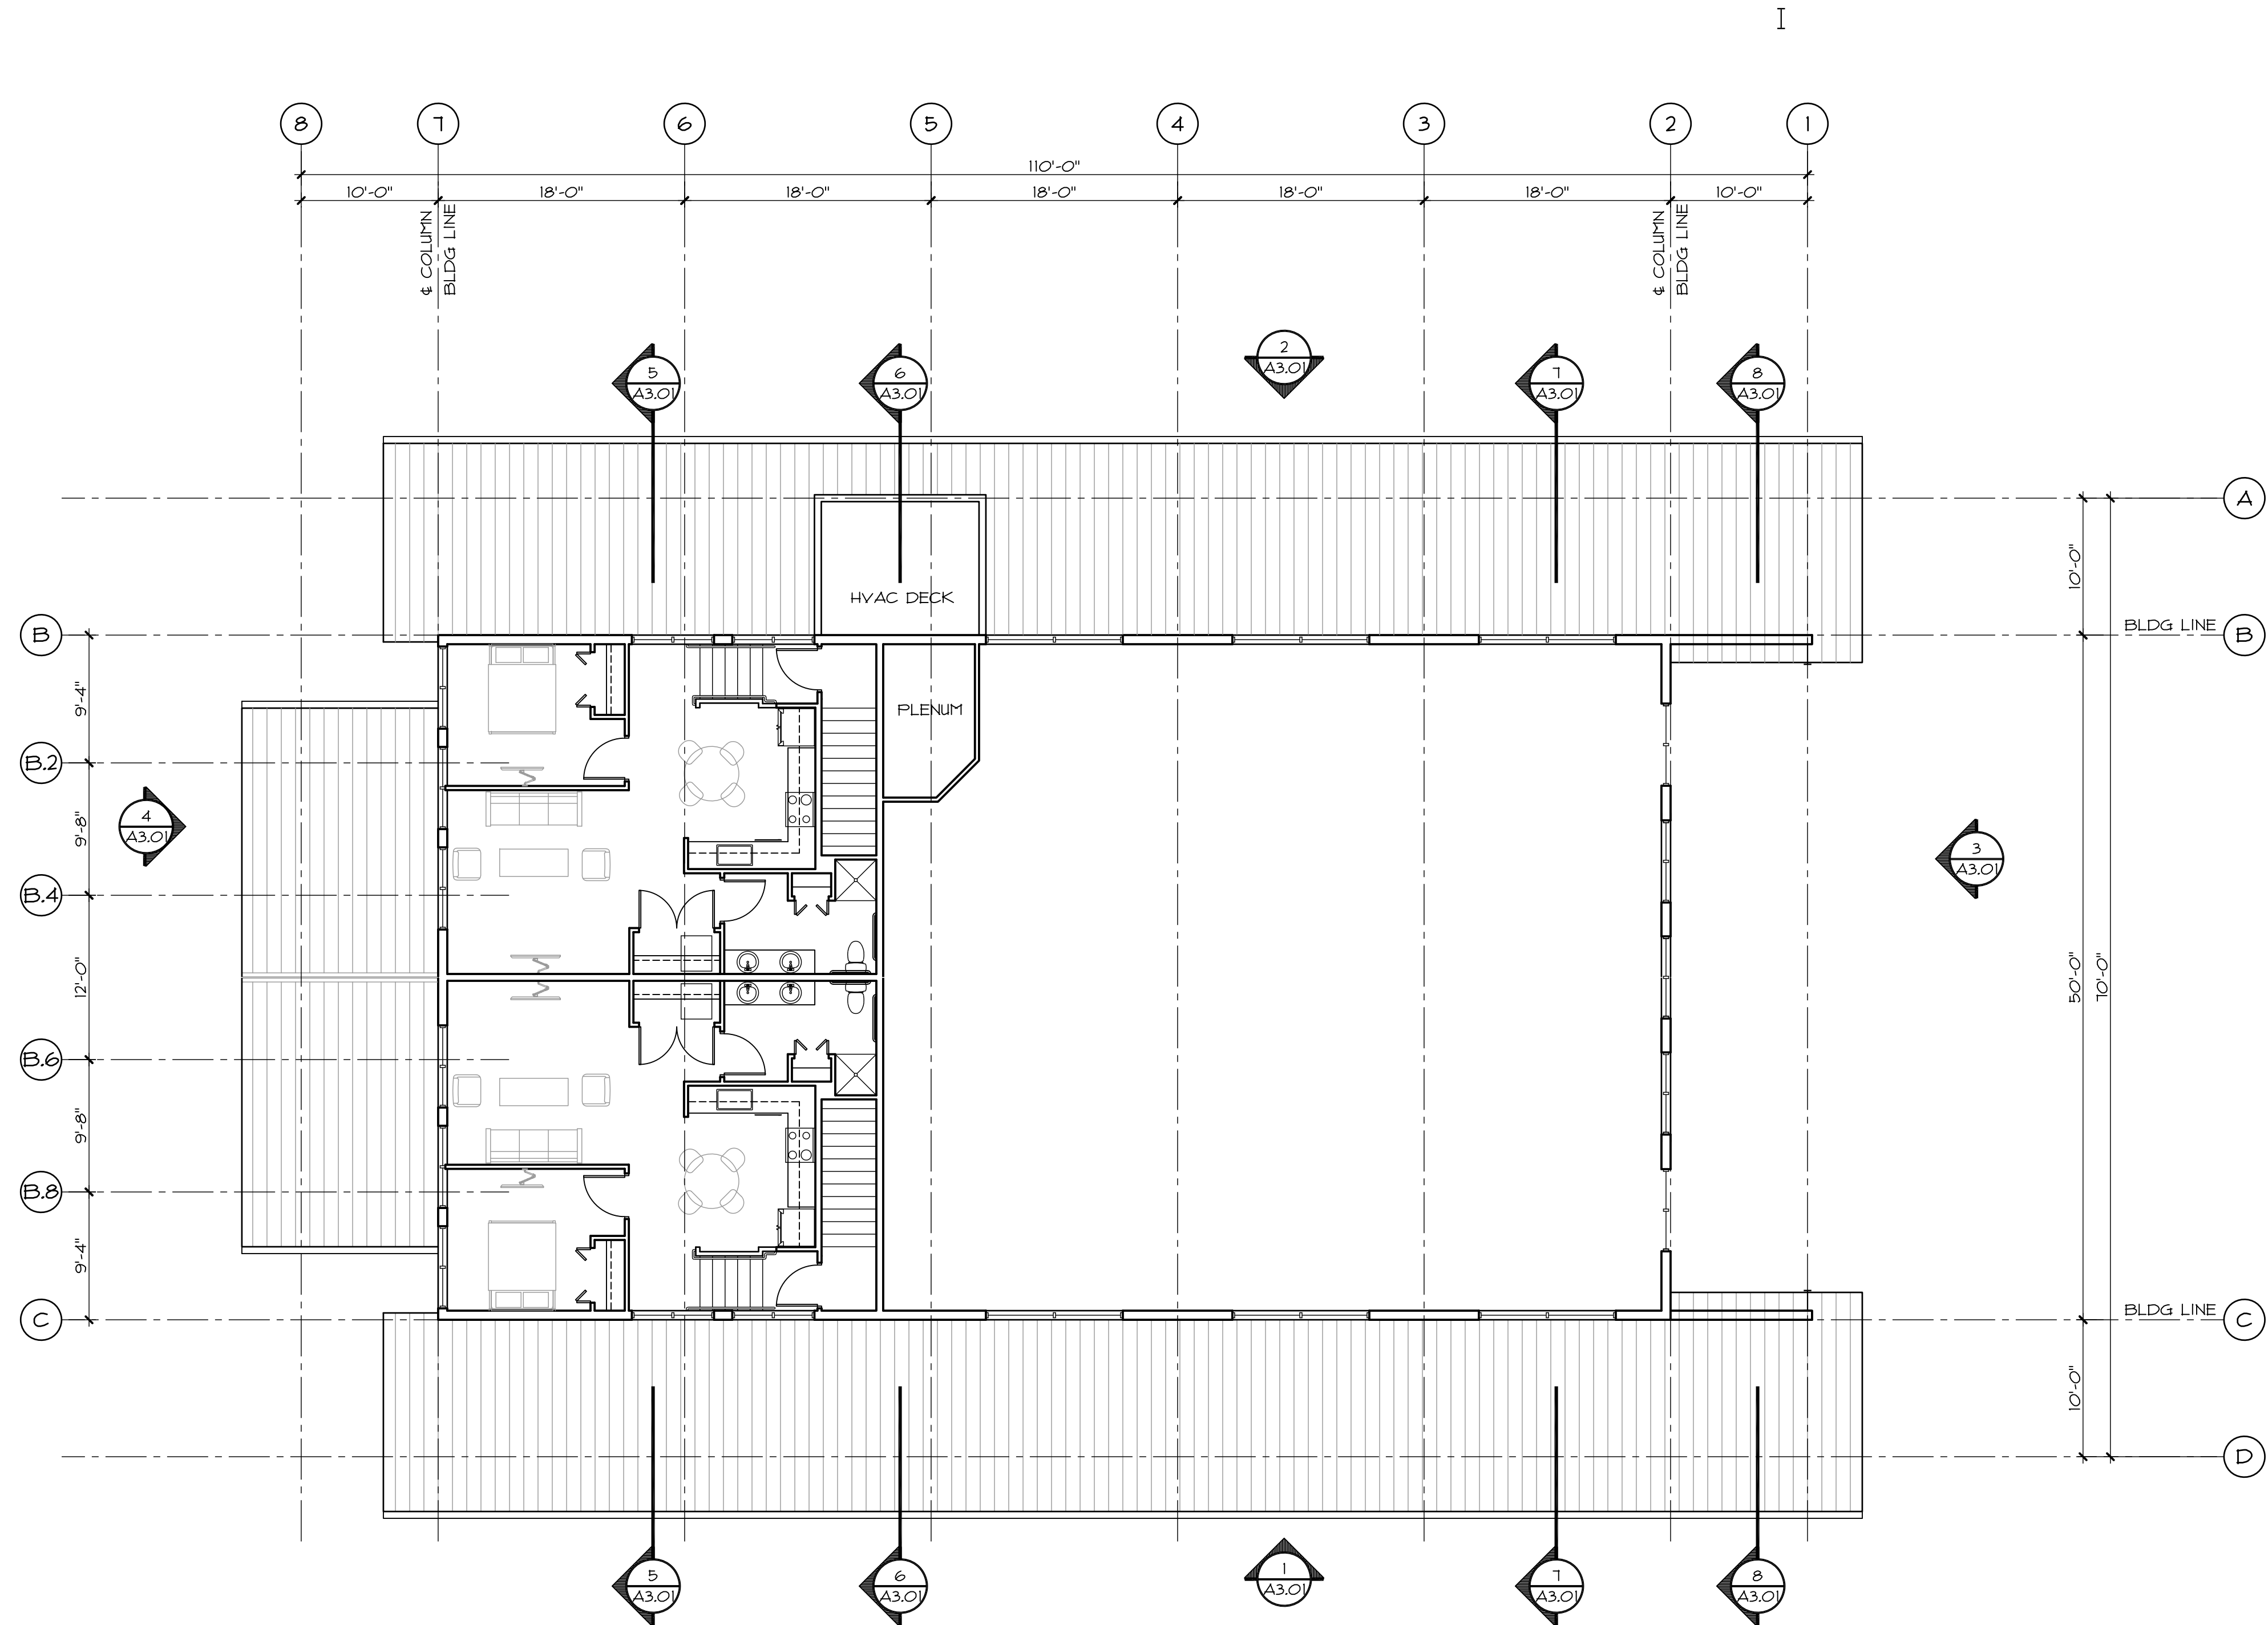 8 7 6 5 4 3 2 1
110'-0"
10'-0" 18'-0" 18'-0" 18'-0" 18'-0" 18'-0" 10'-0"
℄ COLUMN
BLDG LINE
℄ COLUMN
BLDG LINE
2
A3.01
5
A3.01
6
A3.01
7
A3.01
8
A3.01
A
10'-0"
HVAC DECK
BLDG LINE
B
B
9'-4"
PLENUM
B.2
9'-8"
4
A3.01
3
A3.01
B.4
12'-0"
50'-0"
70'-0"
B.6
9'-8"
B.8
9'-4"
BLDG LINE
C
C
10'-0"
D
5
A3.01
6
A3.01
1
A3.01
7
A3.01
8
A3.01